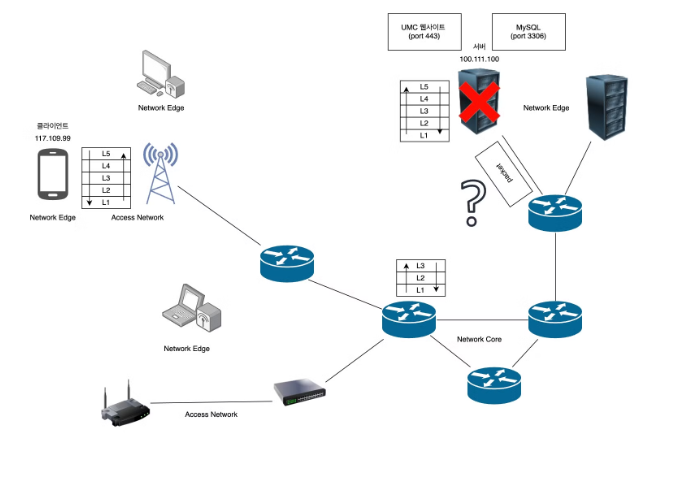 UMC 웹사이트
(port 443)
MySQL
(port 3306)
서버
100.111.100
L5
L4
L3
L2
L1
Network Edge
Network Edge
클라이언트
117.109.99
L5
L4
L3
L2
L1
Network Edge
Access Network
packet
?
L3
L2
L1
Network Edge
Network Core
Access Network